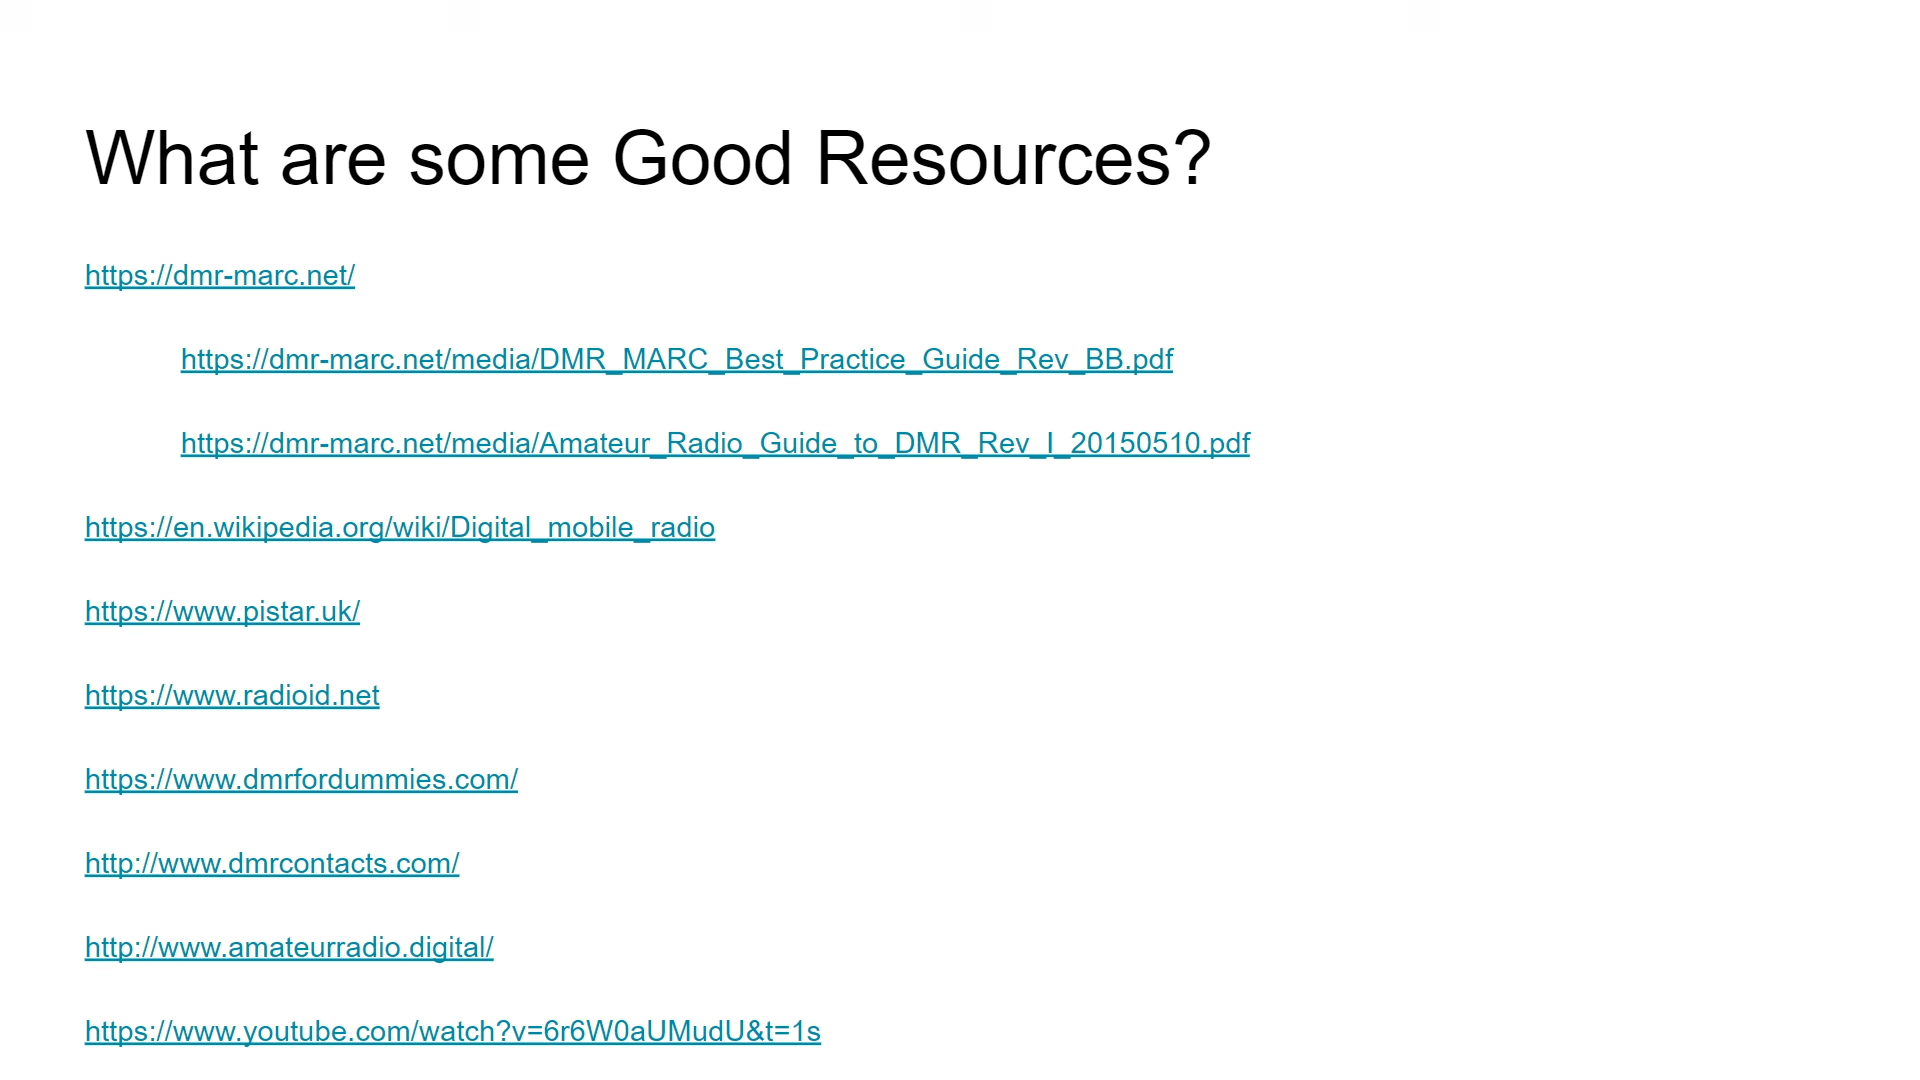 What are some Good Resources?
https://dmr-marc.net/
https://dmr-marc.net/media/DMR_MARC_Best_Practice_Guide_Rev_BB.pdf
https://dmr-marc.net/media/Amateur_Radio_Guide_to_DMR_Rev_I_20150510.pdf
https://en.wikipedia.org/wiki/Digital_mobile_radio
https://www.pistar.uk/
https://www.radioid.net
https://www.dmrfordummies.com/
http://www.dmrcontacts.com/
http://www.amateurradio.digital/
https://www.youtube.com/watch?v=6r6W0aUMudU&t=1s